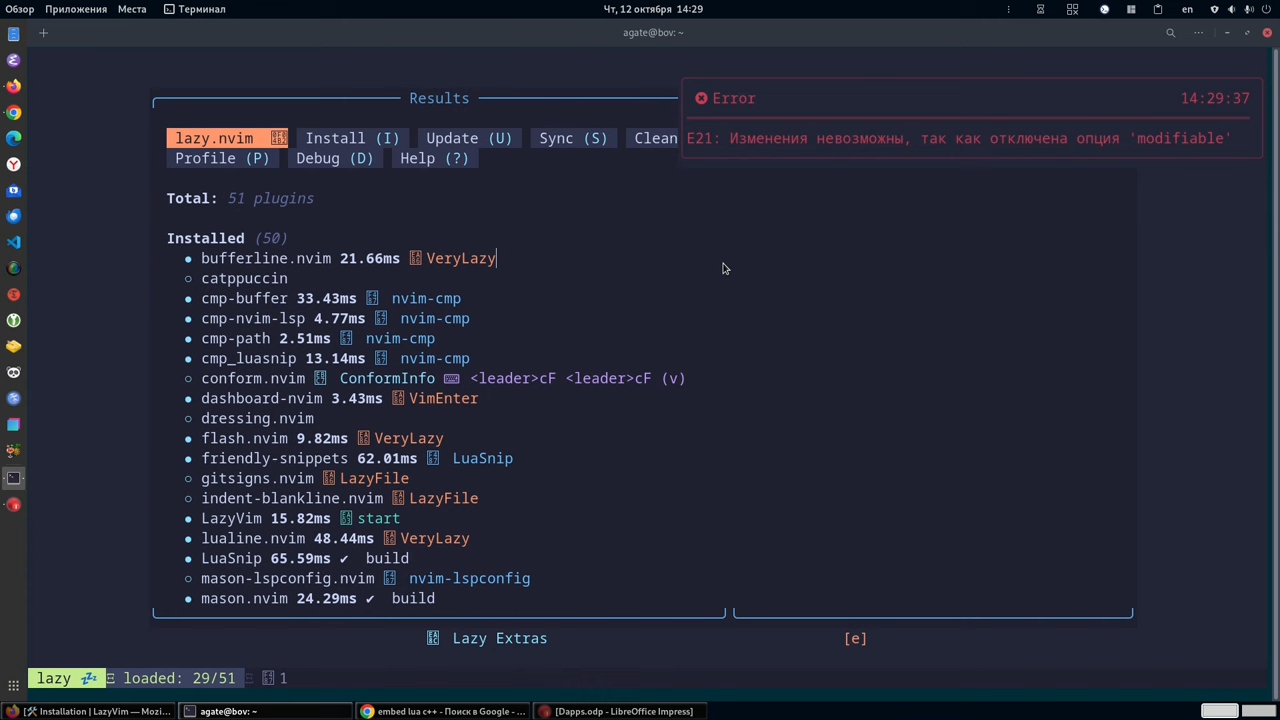 Обзор Приложения Места Терминал Чт, 12 октября 14:29 en
agate@bov: ~
Results
Error 14:29:37
E21: Изменения невозможны, так как отключена опция 'modifiable'
lazy.nvim Install (I) Update (U) Sync (S) Clean
Profile (P) Debug (D) Help (?)
Total: 51 plugins
Installed (50)
● bufferline.nvim 21.66ms VeryLazy
○ catppuccin
● cmp-buffer 33.43ms nvim-cmp
● cmp-nvim-lsp 4.77ms nvim-cmp
● cmp-path 2.51ms nvim-cmp
● cmp_luasnip 13.14ms nvim-cmp
○ conform.nvim ConformInfo ⌨ <leader>cF <leader>cF (v)
● dashboard-nvim 3.43ms VimEnter
○ dressing.nvim
● flash.nvim 9.82ms VeryLazy
● friendly-snippets 62.01ms LuaSnip
○ gitsigns.nvim LazyFile
○ indent-blankline.nvim LazyFile
● LazyVim 15.82ms start
● lualine.nvim 48.44ms VeryLazy
● LuaSnip 65.59ms ✔ build
○ mason-lspconfig.nvim nvim-lspconfig
● mason.nvim 24.29ms ✔ build
Lazy Extras [e]
lazy 💤 loaded: 29/51 1
🛠 Installation | LazyVim — Mozi... agate@bov: ~ embed lua c++ - Поиск в Google - ... [Dapps.odp - LibreOffice Impress]